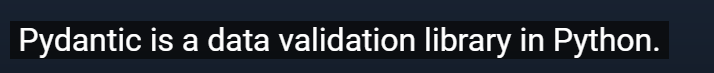 Pydantic is a data validation library in Python.